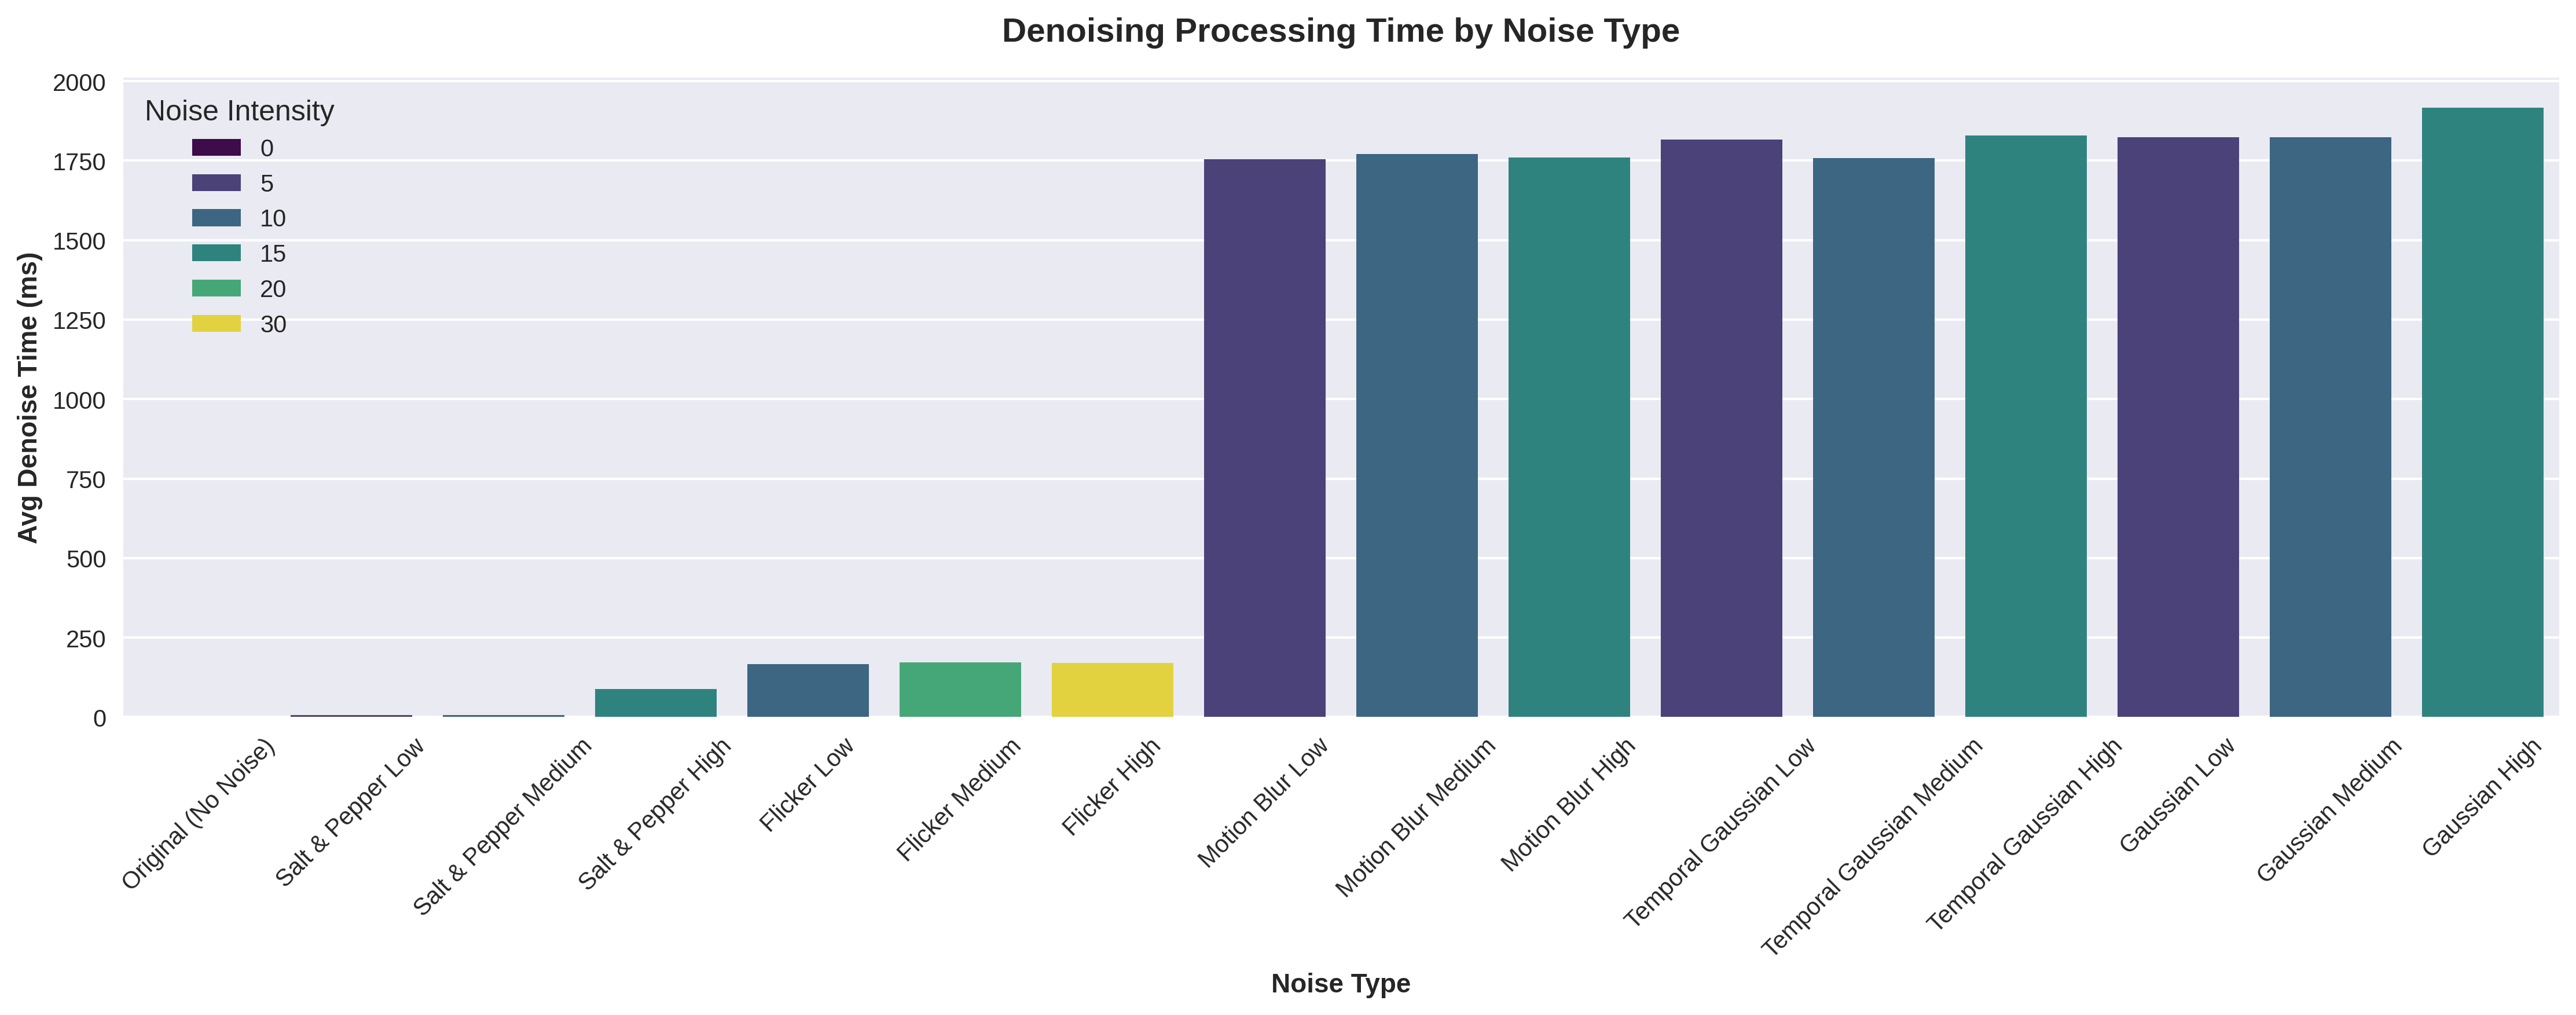 Denoising Processing Time by Noise Type
Avg Denoise Time (ms)
2000
1750
1500
1250
1000
750
500
250
0
Noise Intensity
0
5
10
15
20
30
Original (No Noise)
Salt & Pepper Low
Salt & Pepper Medium
Salt & Pepper High
Flicker Low
Flicker Medium
Flicker High
Motion Blur Low
Motion Blur Medium
Motion Blur High
Temporal Gaussian Low
Temporal Gaussian Medium
Temporal Gaussian High
Gaussian Low
Gaussian Medium
Gaussian High
Noise Type